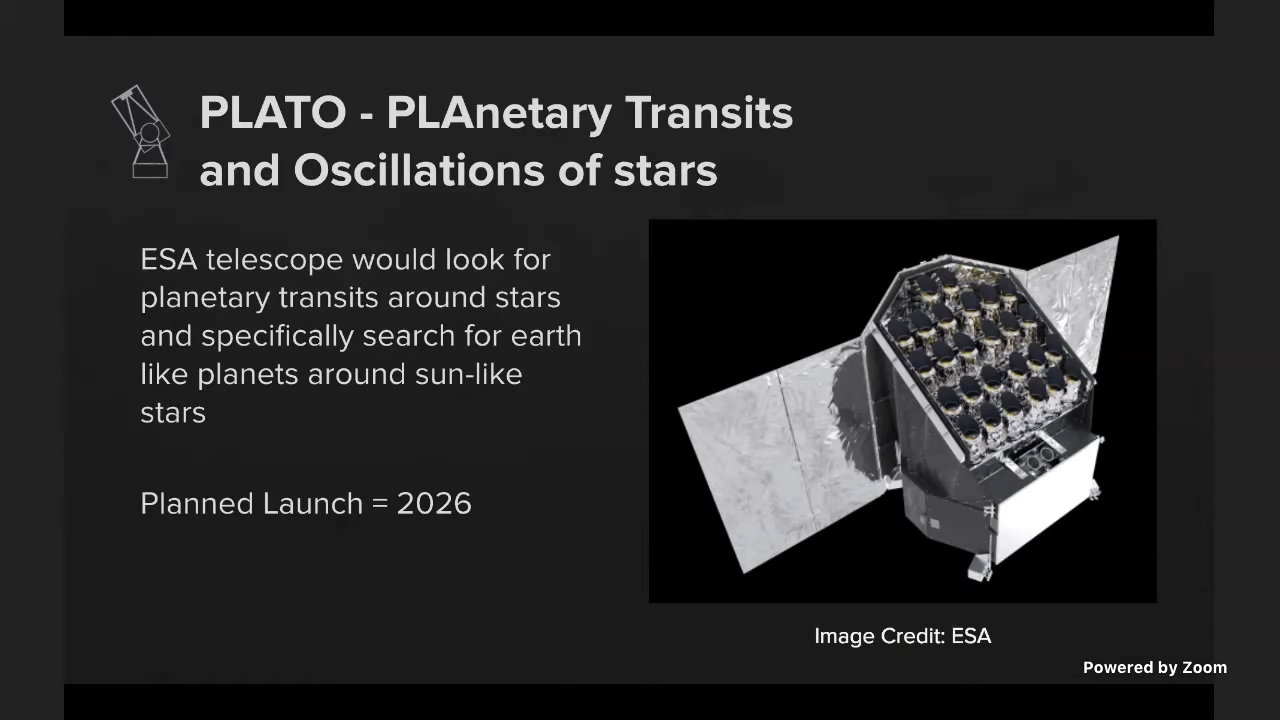 PLATO - PLAnetary Transits
and Oscillations of stars
ESA telescope would look for
planetary transits around stars
and specifically search for earth
like planets around sun-like
stars
Planned Launch = 2026
Image Credit: ESA
Powered by Zoom